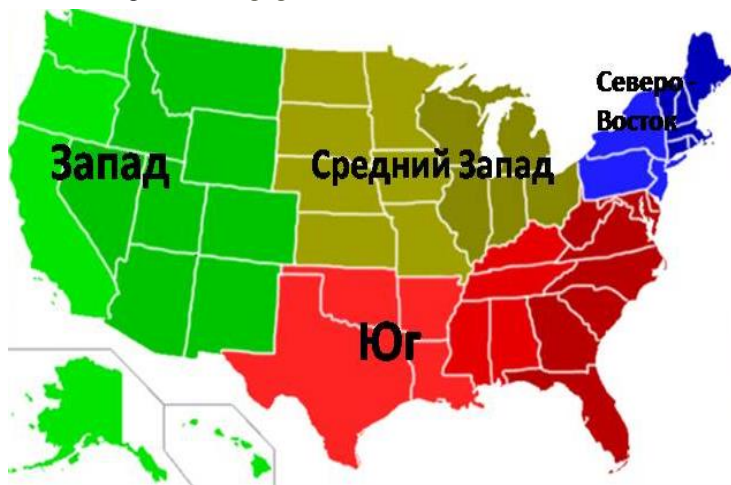 Северо -
Восток
Запад
Средний Запад
Юг